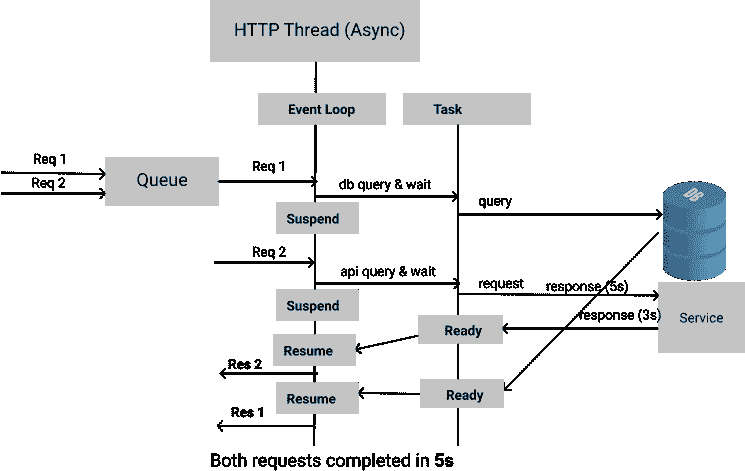 HTTP Thread (Async)
Event Loop
Task
Req 1
Req 2
Queue
Req 1
db query & wait
query
DB
Suspend
Req 2
api query & wait
request
response (5s)
Suspend
response (3s)
Service
Ready
Resume
Res 2
Resume
Ready
Res 1
Both requests completed in 5s